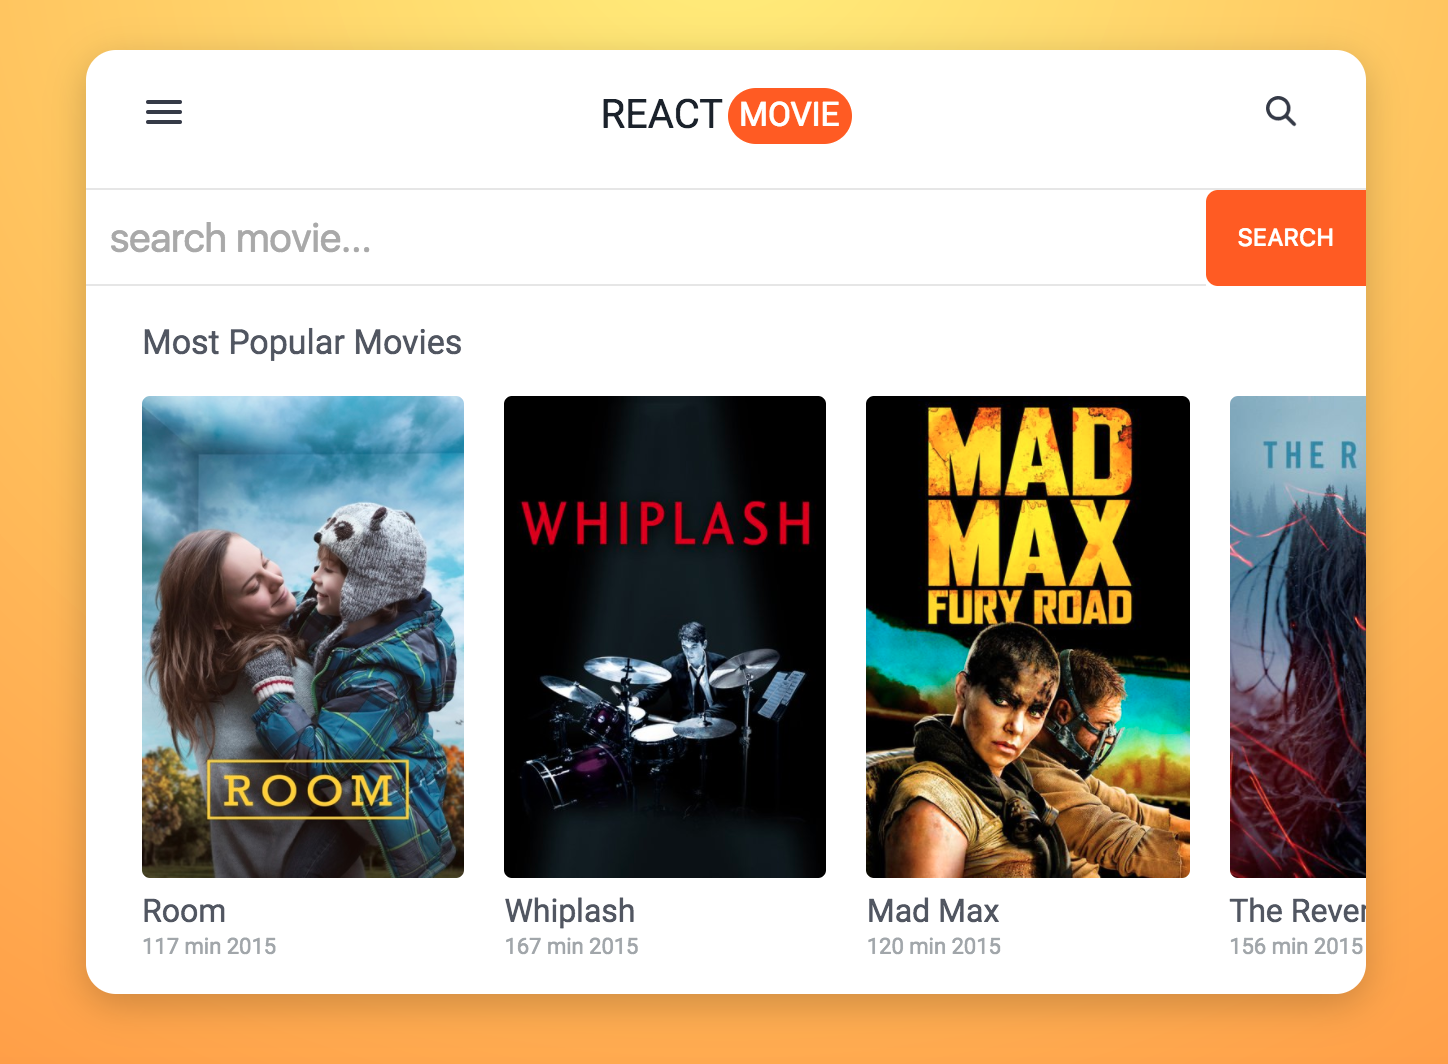 REACT MOVIE
search movie...
SEARCH
Most Popular Movies
ROOM
WHIPLASH
MAD
MAX
FURY ROAD
THE R
Room
117 min 2015
Whiplash
167 min 2015
Mad Max
120 min 2015
The Rever
156 min 2015